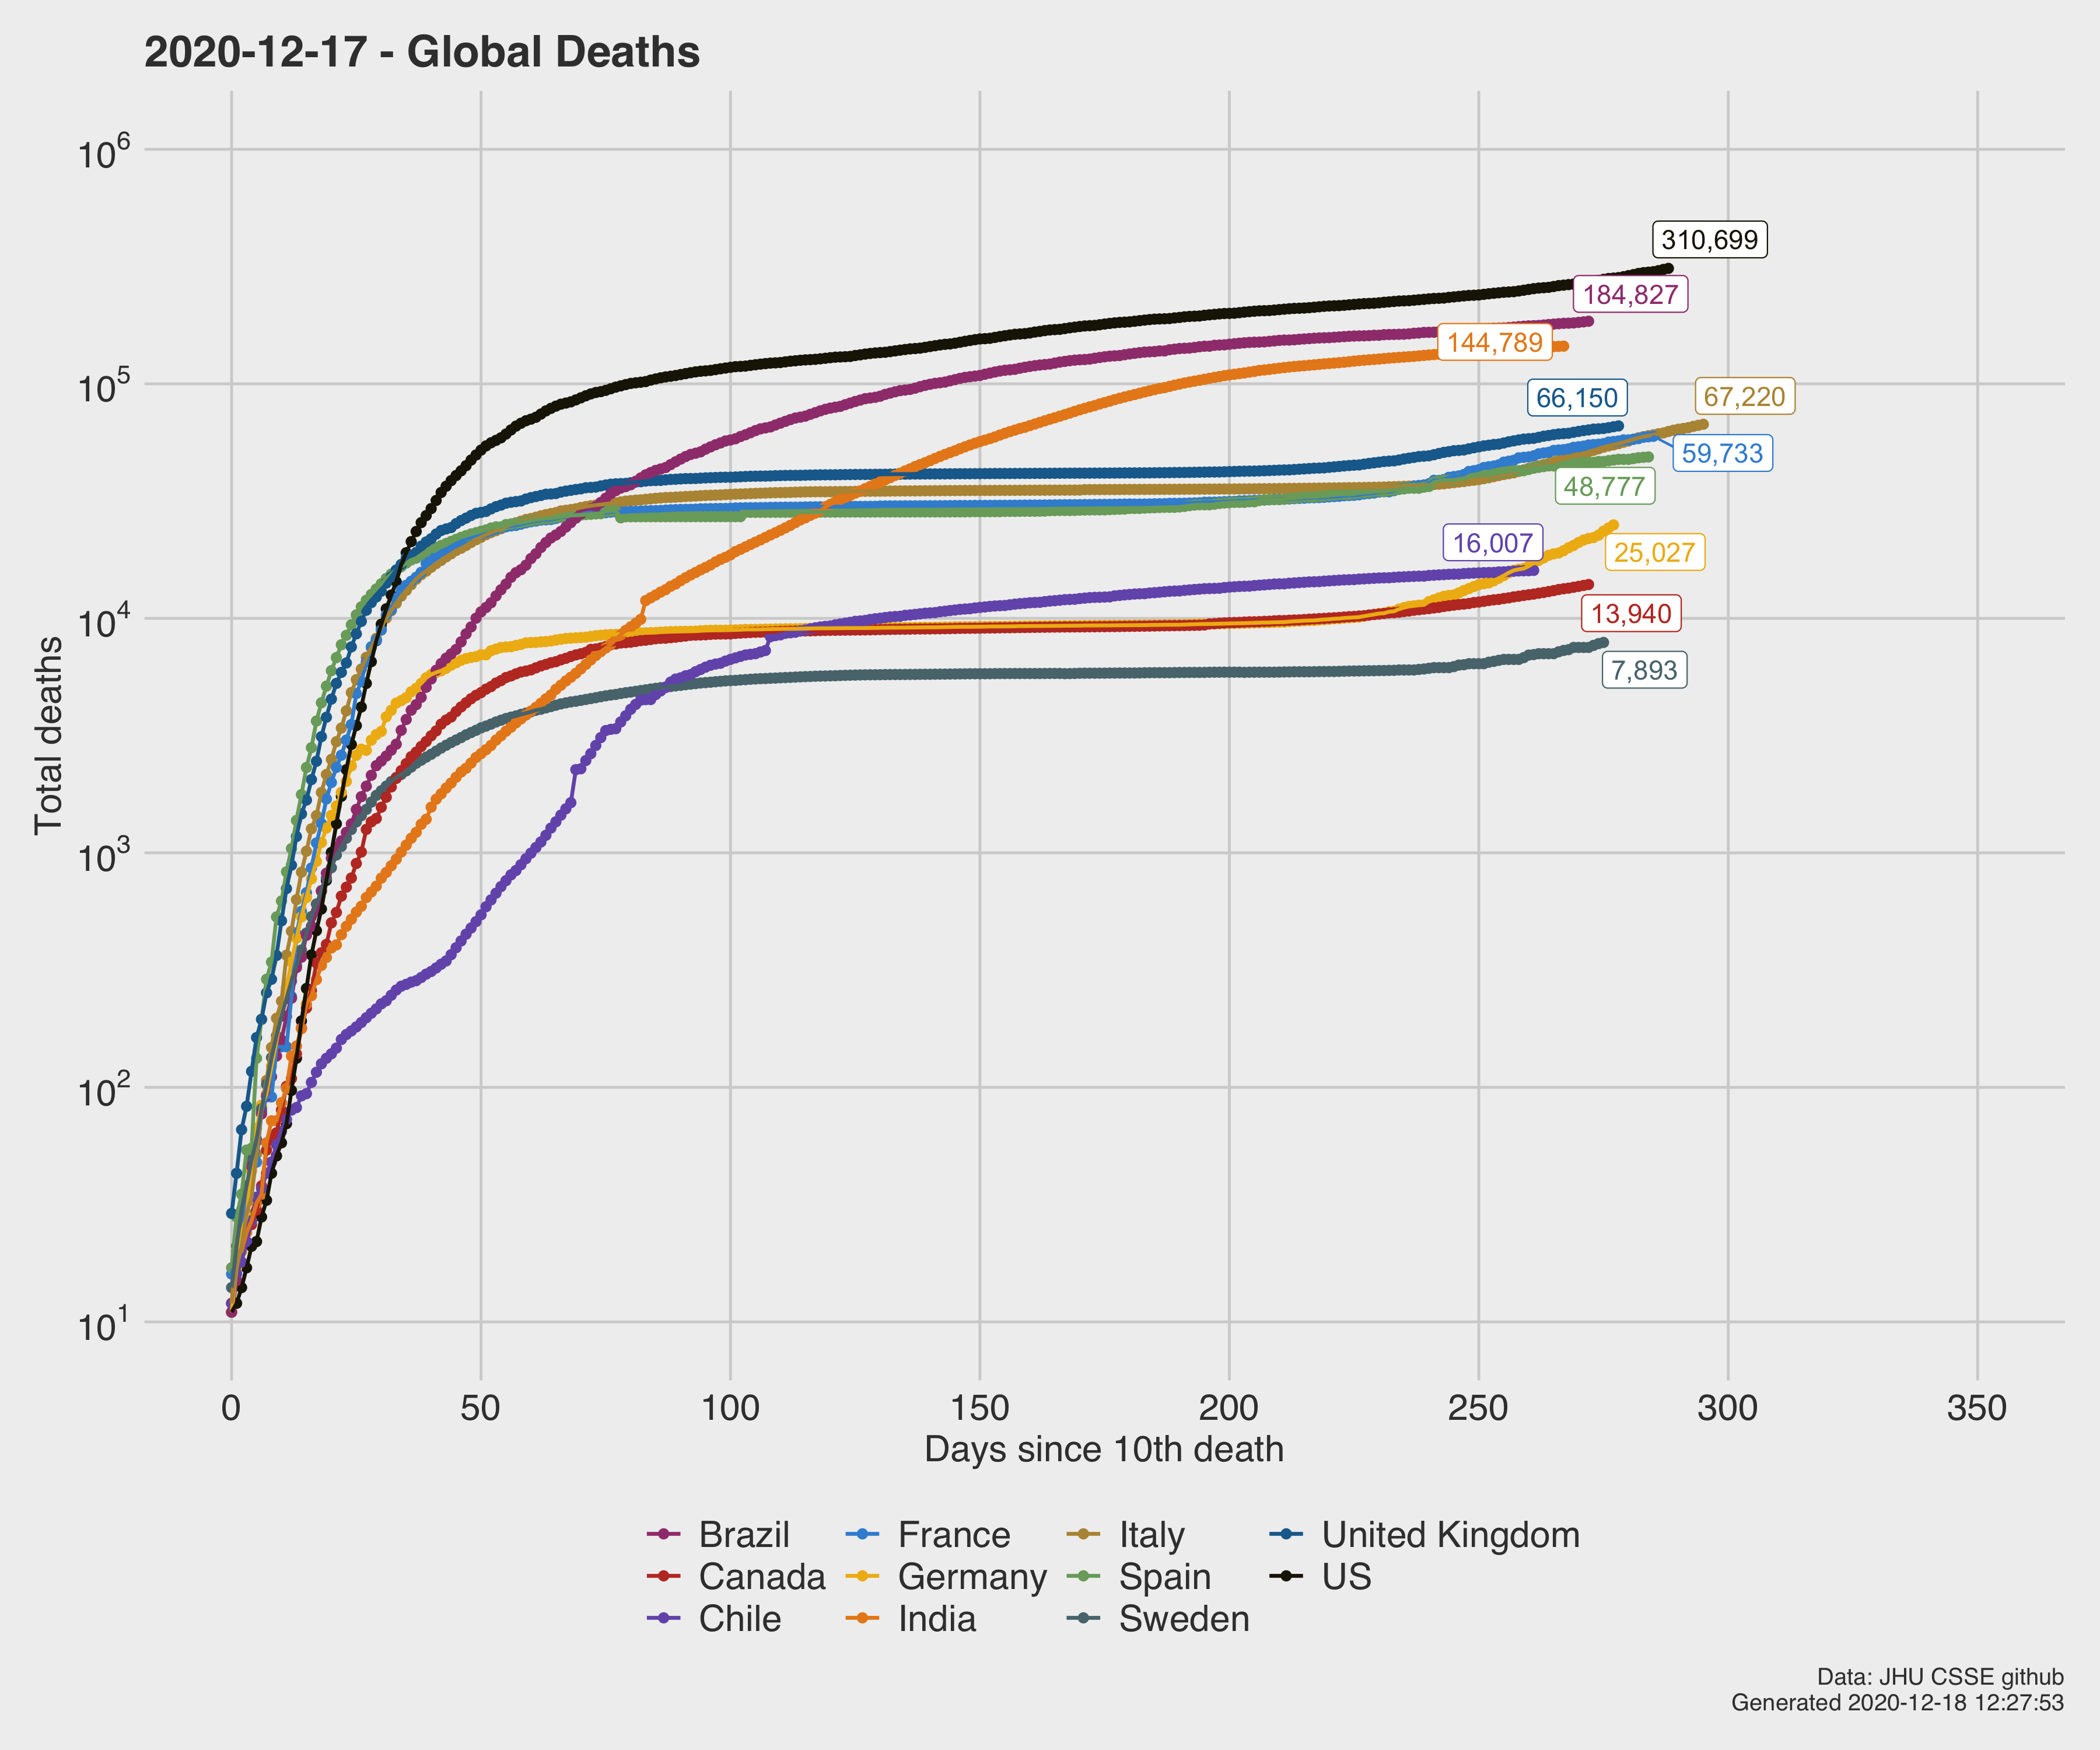 2020-12-17 - Global Deaths
10^6
10^5
10^4
10^3
10^2
10^1
Total deaths
310,699
184,827
144,789
66,150
67,220
59,733
48,777
16,007
25,027
13,940
7,893
0 50 100 150 200 250 300 350
Days since 10th death
Brazil France Italy United Kingdom
Canada Germany Spain US
Chile India Sweden
Data: JHU CSSE github
Generated 2020-12-18 12:27:53